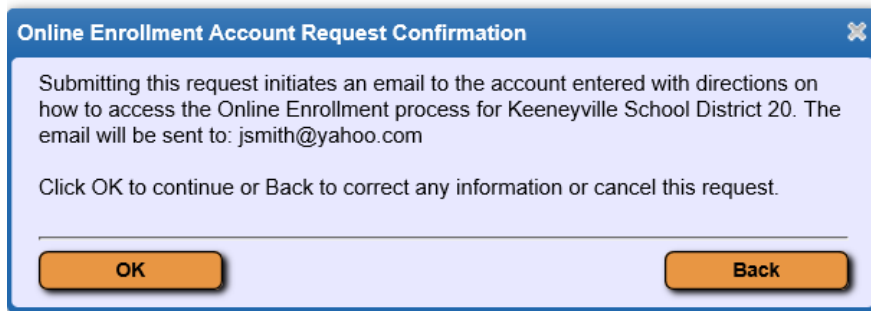 Online Enrollment Account Request Confirmation
Submitting this request initiates an email to the account entered with directions on
how to access the Online Enrollment process for Keeneyville School District 20. The
email will be sent to: jsmith@yahoo.com
Click OK to continue or Back to correct any information or cancel this request.
OK
Back